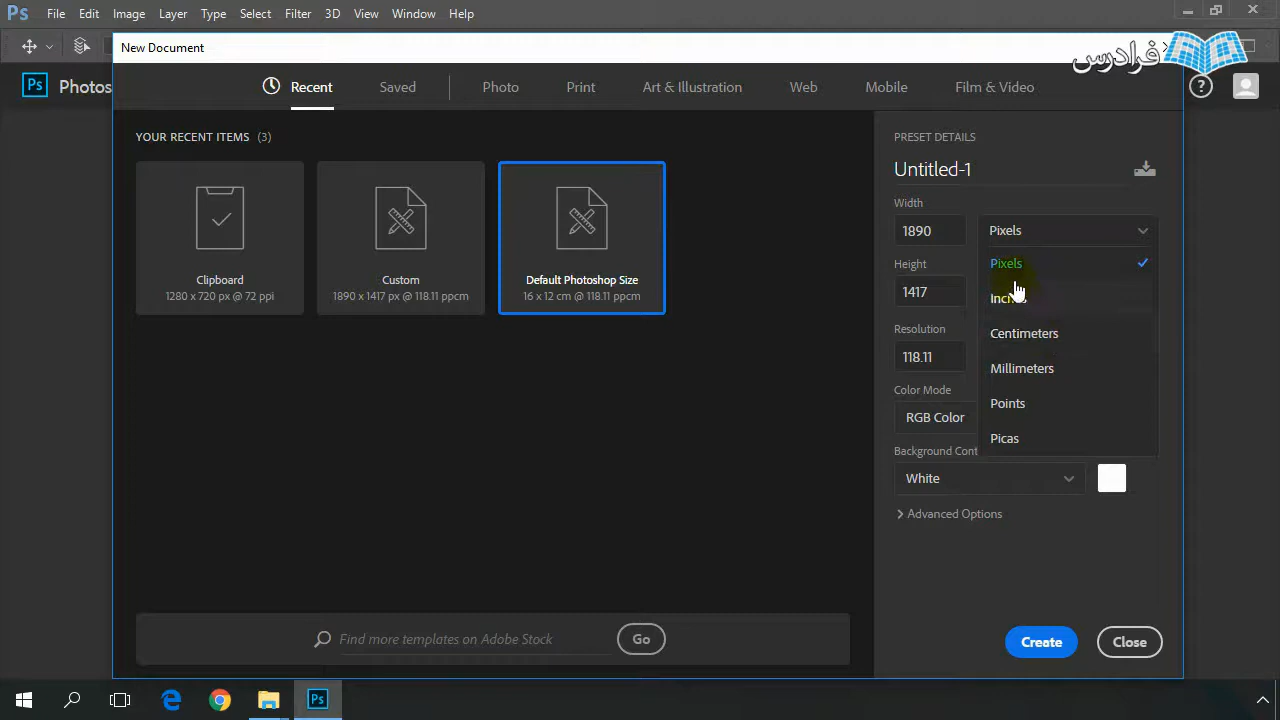 Ps File Edit Image Layer Type Select Filter 3D View Window Help
New Document
فرادرس
Ps Photos
?
Recent Saved Photo Print Art & Illustration Web Mobile Film & Video
YOUR RECENT ITEMS (3)
Clipboard
1280 x 720 px @ 72 ppi
Custom
1890 x 1417 px @ 118.11 ppcm
Default Photoshop Size
16 x 12 cm @ 118.11 ppcm
Find more templates on Adobe Stock Go
PRESET DETAILS
Untitled-1
Width
1890 Pixels
Height
1417
Pixels
Centimeters
Millimeters
Points
Picas
Resolution
118.11
Color Mode
RGB Color
Background Cont
White
Advanced Options
Create Close
Ps